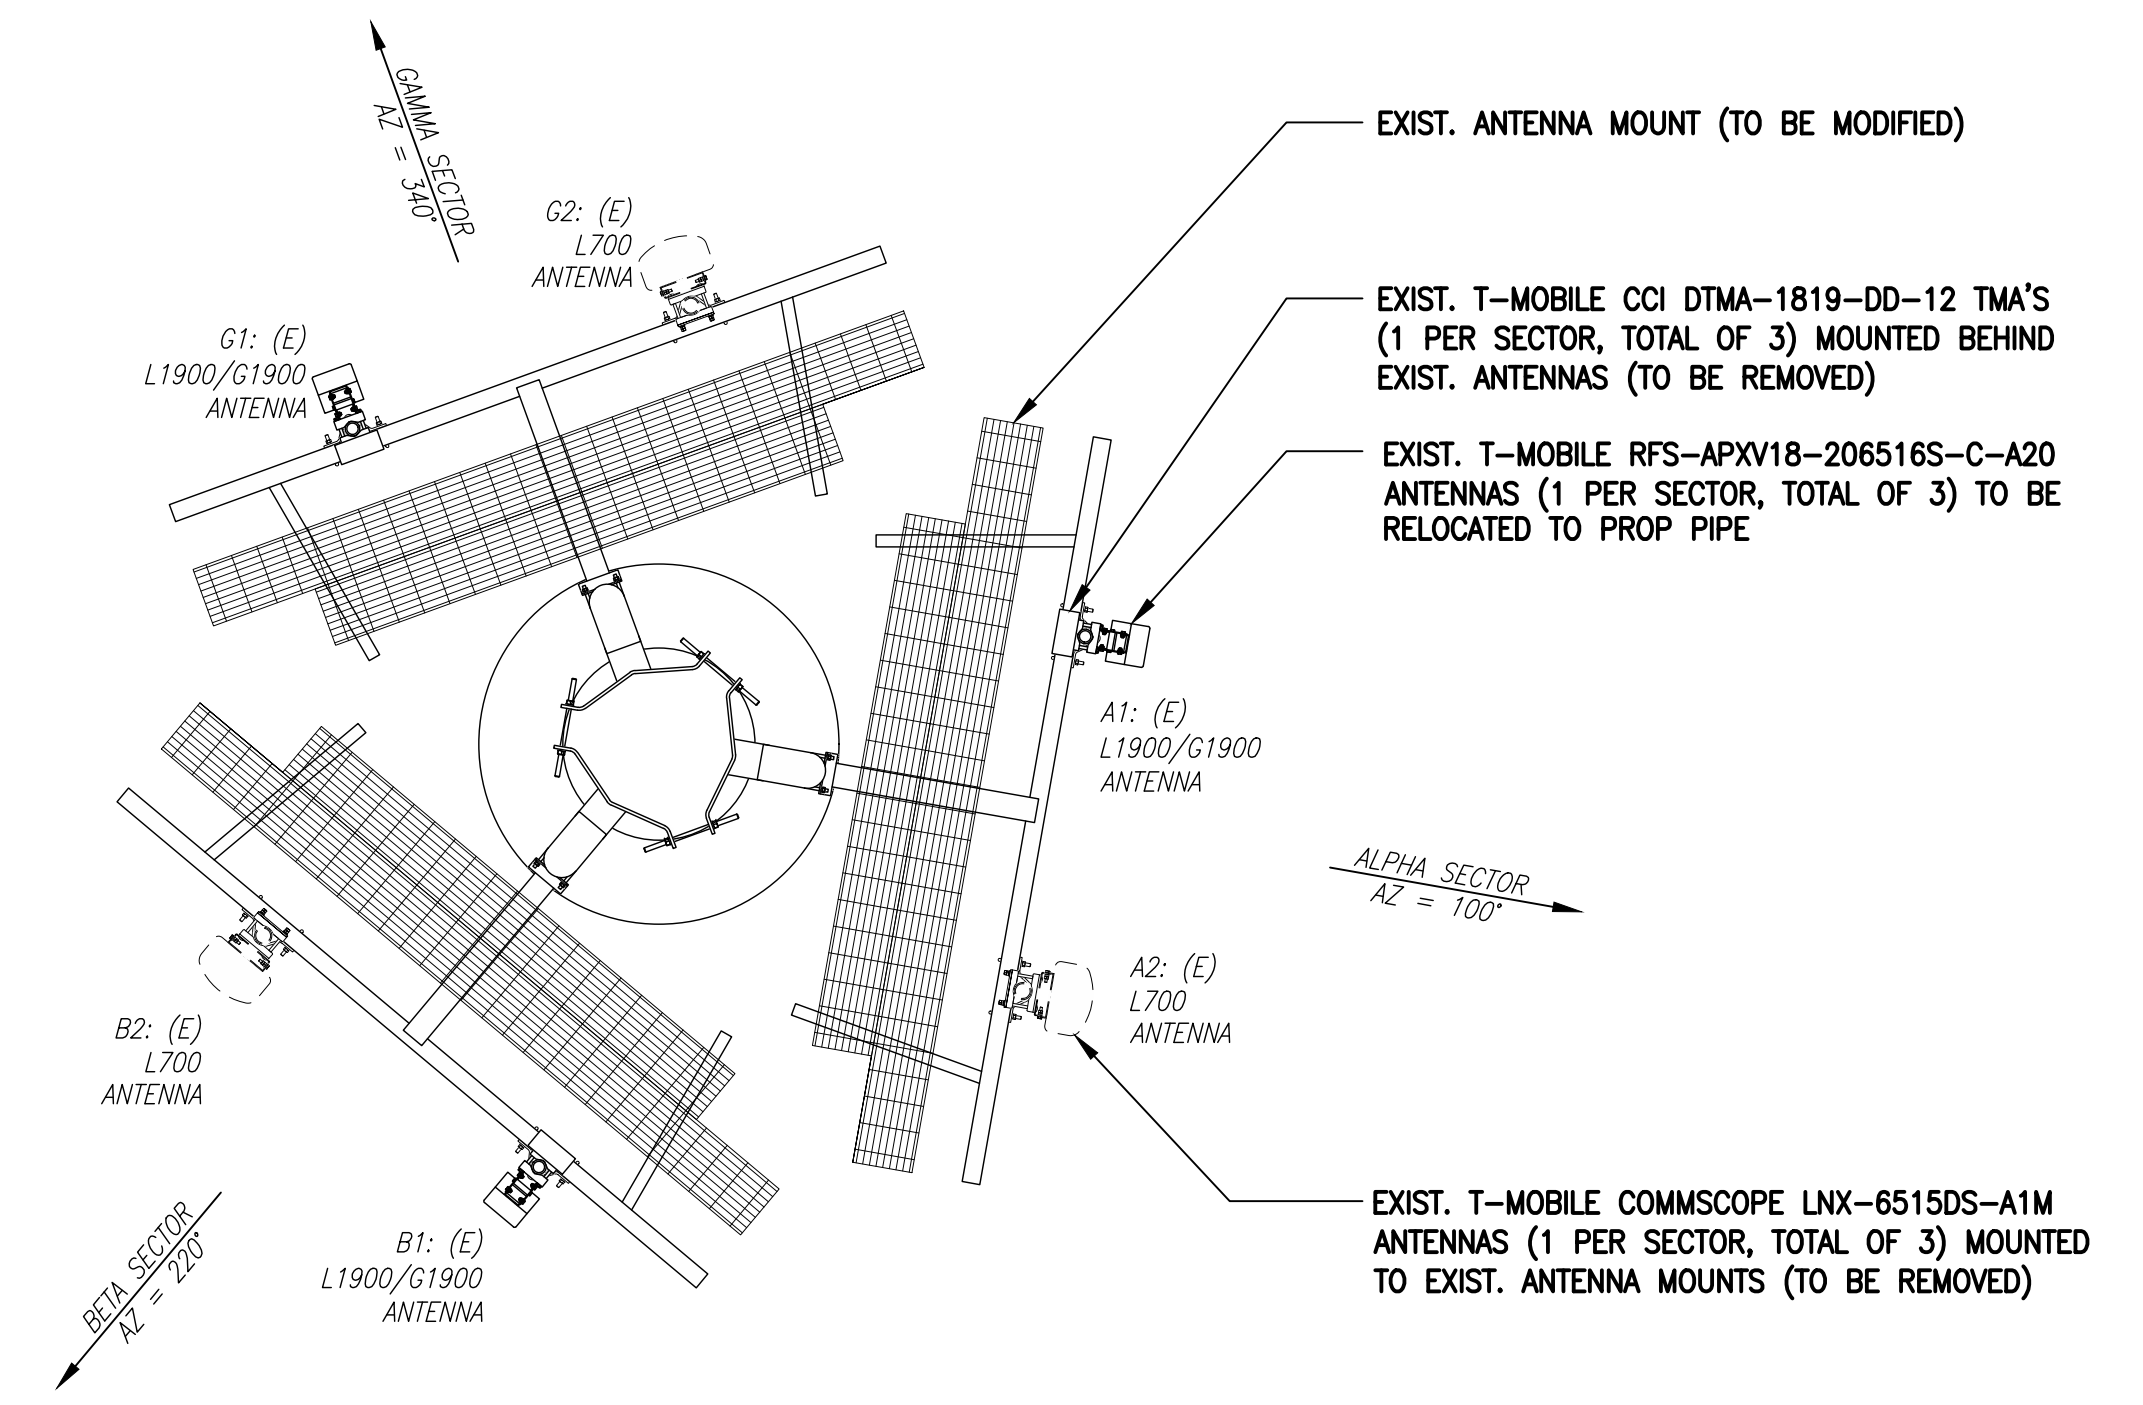 GAMMA SECTOR
AZ = 340°
G2: (E)
L700
ANTENNA
G1: (E)
L1900/G1900
ANTENNA
EXIST. ANTENNA MOUNT (TO BE MODIFIED)
EXIST. T-MOBILE CCI DTMA-1819-DD-12 TMA'S
(1 PER SECTOR, TOTAL OF 3) MOUNTED BEHIND
EXIST. ANTENNAS (TO BE REMOVED)
EXIST. T-MOBILE RFS-APXV18-206516S-C-A20
ANTENNAS (1 PER SECTOR, TOTAL OF 3) TO BE
RELOCATED TO PROP PIPE
A1: (E)
L1900/G1900
ANTENNA
ALPHA SECTOR
AZ = 100°
A2: (E)
L700
ANTENNA
B2: (E)
L700
ANTENNA
B1: (E)
L1900/G1900
ANTENNA
BETA SECTOR
AZ = 220°
EXIST. T-MOBILE COMMSCOPE LNX-6515DS-A1M
ANTENNAS (1 PER SECTOR, TOTAL OF 3) MOUNTED
TO EXIST. ANTENNA MOUNTS (TO BE REMOVED)